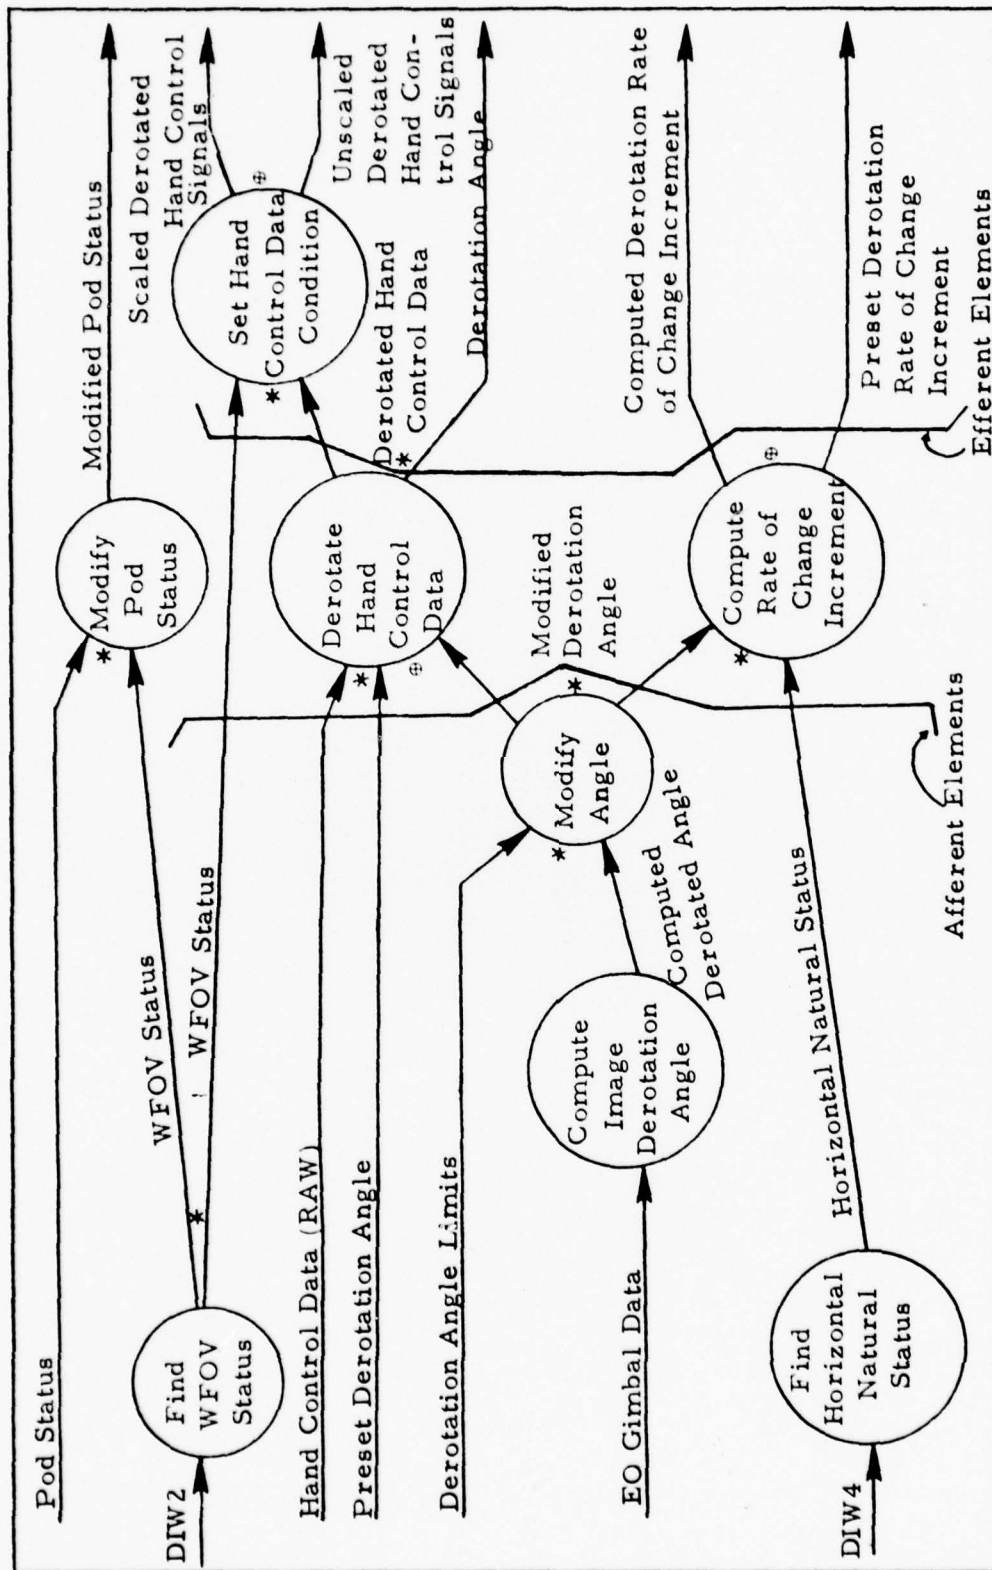 Pod Status
DIW2
Find
WFOV
Status
WFOV Status
WFOV Status
*
* Modify
Pod
Status
Modified Pod Status
Hand Control Data (RAW)
Preset Derotation Angle
Derotation Angle Limits
*
⊕
Derotate
Hand
Control
Data
Derotated Hand
Control Data
*
Set Hand
* Control Data ⊕
Condition
Scaled Derotated
Hand Control
Signals
Unscaled
Derotated
Hand Con-
trol Signals
Derotation Angle
EO Gimbal Data
Compute
Image
Derotation
Angle
Computed
Derotated Angle
* Modify *
Angle
Modified
Derotation
Angle
DIW4
Find
Horizontal
Natural
Status
Horizontal Natural Status
*
Compute
Rate of ⊕
Change
Increment
Computed Derotation Rate
of Change Increment
Preset Derotation
Rate of Change
Increment
Afferent Elements
Efferent Elements